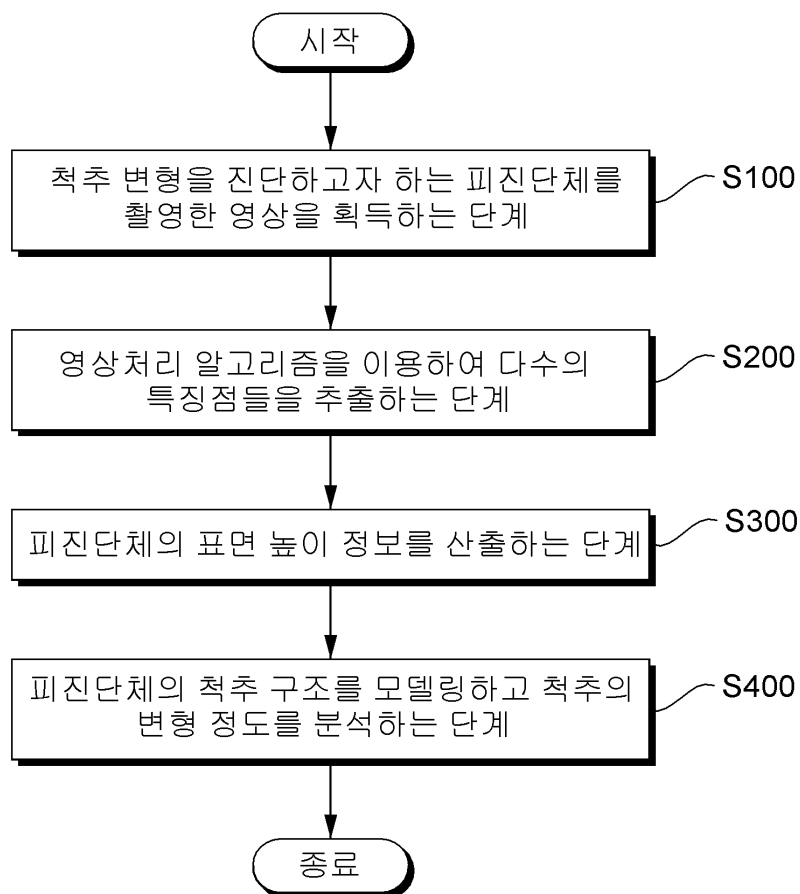 시작
척추 변형을 진단하고자 하는 피진단체를
촬영한 영상을 획득하는 단계
S100
영상처리 알고리즘을 이용하여 다수의
특징점들을 추출하는 단계
S200
피진단체의 표면 높이 정보를 산출하는 단계
S300
피진단체의 척추 구조를 모델링하고 척추의
변형 정도를 분석하는 단계
S400
종료